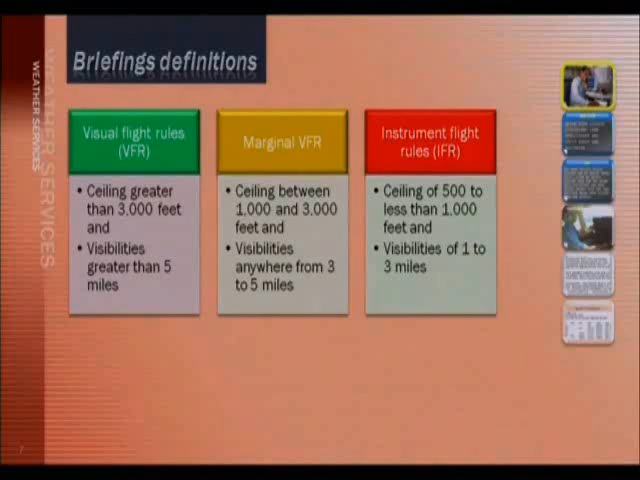 Briefings definitions
WEATHER SERVICES
WEATHER SERVICES
Visual flight rules
(VFR)
• Ceiling greater
than 3,000 feet
and
• Visibilities
greater than 5
miles
Marginal VFR
• Ceiling between
1,000 and 3,000
feet and
• Visibilities
anywhere from 3
to 5 miles
Instrument flight
rules (IFR)
• Ceiling of 500 to
less than 1,000
feet and
• Visibilities of 1 to
3 miles
7